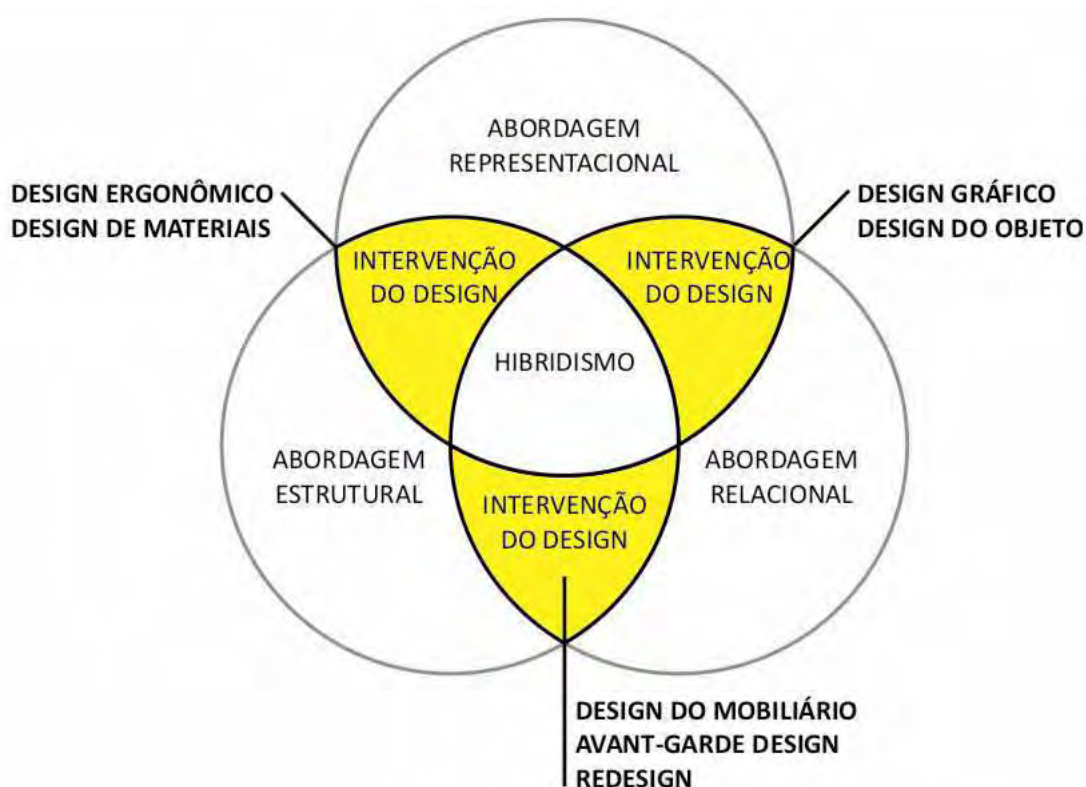 ABORDAGEM
REPRESENTACIONAL
DESIGN ERGONÔMICO
DESIGN DE MATERIAIS
DESIGN GRÁFICO
DESIGN DO OBJETO
INTERVENÇÃO
DO DESIGN
INTERVENÇÃO
DO DESIGN
HIBRIDISMO
ABORDAGEM
ESTRUTURAL
ABORDAGEM
RELACIONAL
INTERVENÇÃO
DO DESIGN
DESIGN DO MOBILIÁRIO
AVANT-GARDE DESIGN
REDESIGN